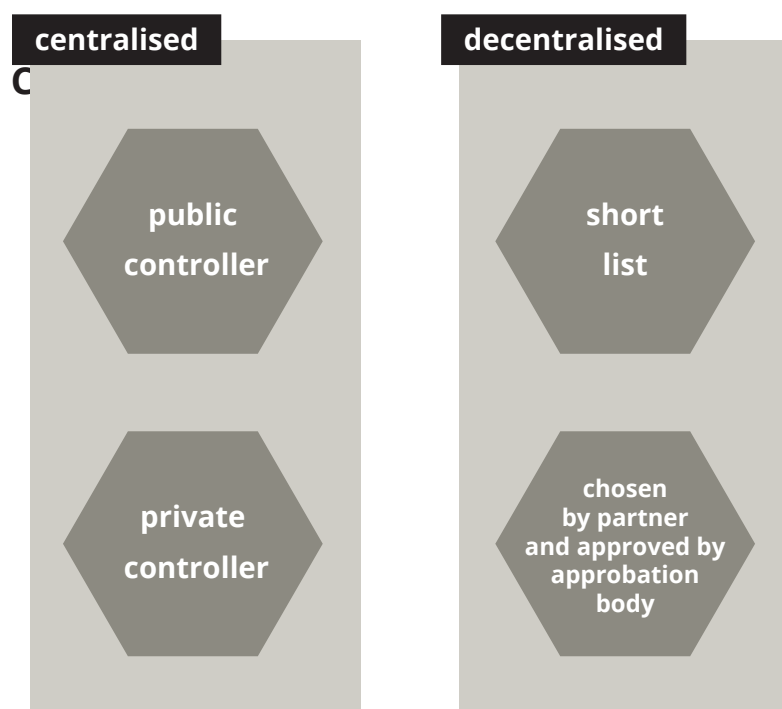 centralised
public
controller
private
controller
decentralised
short
list
chosen
by partner
and approved by
approbation
body